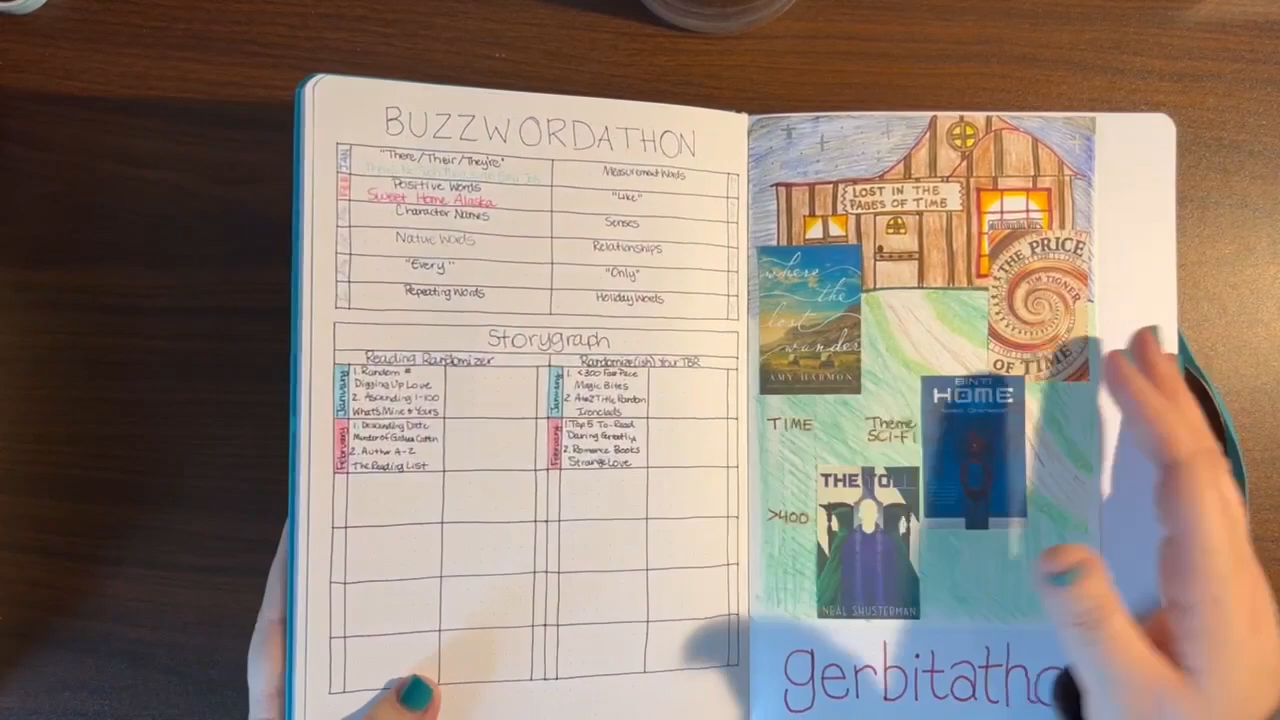 BUZZWORDATHON
JAN
"There/Their/They're"
Measurement Words
FEB
Positive Words
Sweet Home Alaska
"Like"
Character Names
Senses
Nature Words
Relationships
"Every"
"Only"
Repeating Words
Holiday Words
Storygraph
Reading Randomizer
Randomize(ish) Your TBR
January
1. Random #
Digging Up Love
2. Ascending 1-100
What's Mine & Yours
January
1. <300 Fast Pace
Magic Bites
2. A to Z Title Random
Ironclads
February
1. Descending Date
Murder of Gidson Cotton
2. Author A-Z
The Reading List
February
1. Top 5 To-Read
Daring Greatly
2. Romance Books
Strange Love
LOST IN THE
PAGES OF TIME
where
the
lost
wander
AMY HARMON
THE PRICE
TIM TIGNER
OF TIME
TIME
Theme
SCI-FI
BINTI
HOME
>400
THE TOLL
NEAL SHUSTERMAN
gerbitatho